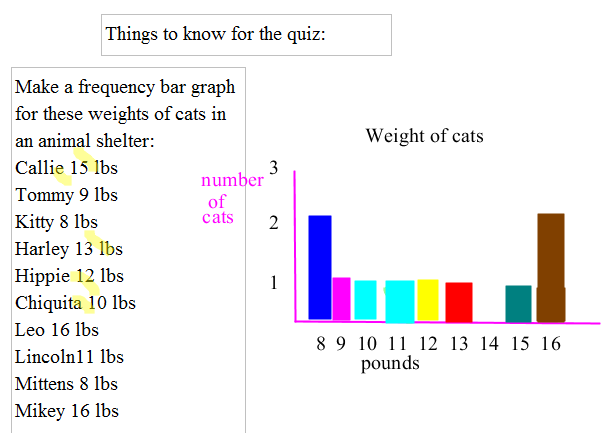 Things to know for the quiz:
Make a frequency bar graph
for these weights of cats in
an animal shelter:
Callie 15 lbs
Tommy 9 lbs
Kitty 8 lbs
Harley 13 lbs
Hippie 12 lbs
Chiquita 10 lbs
Leo 16 lbs
Lincoln11 lbs
Mittens 8 lbs
Mikey 16 lbs
Weight of cats
number
of
cats
3
2
1
8 9 10 11 12 13 14 15 16
pounds